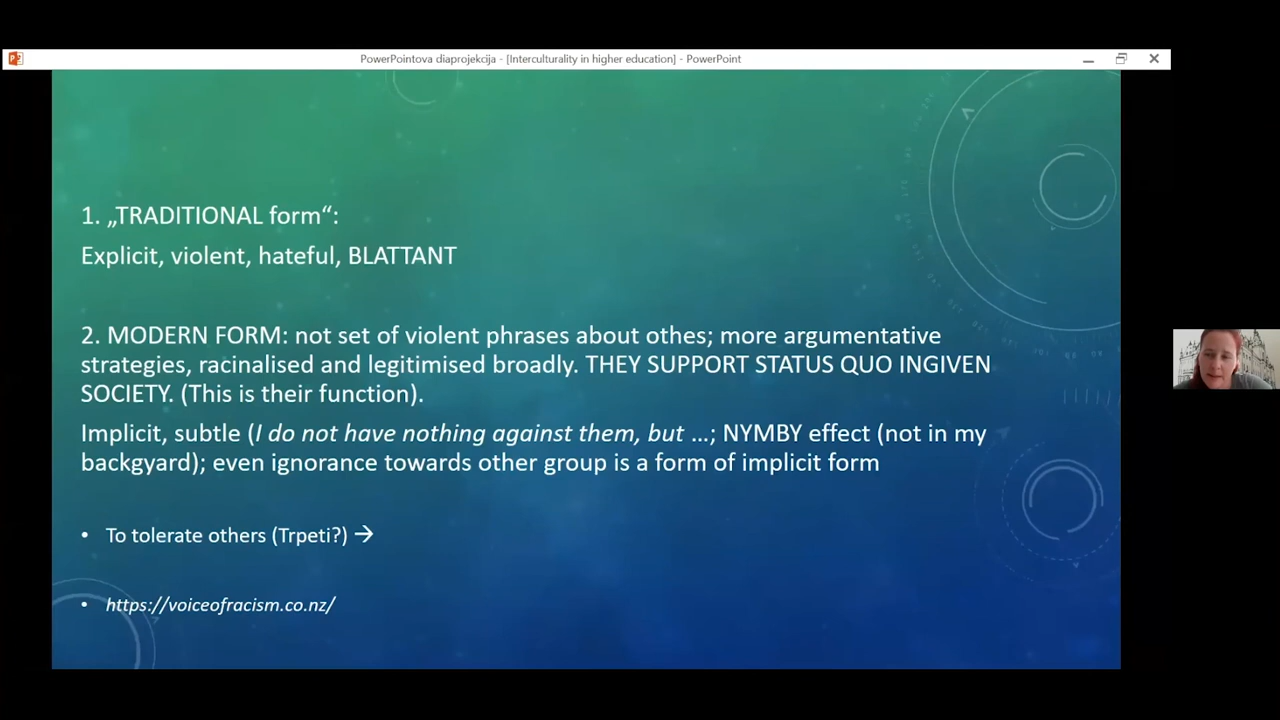 PowerPointova diaprojekcija - [Interculturality in higher education] - PowerPoint
1. „TRADITIONAL form“:
Explicit, violent, hateful, BLATTANT
2. MODERN FORM: not set of violent phrases about othes; more argumentative
strategies, racinalised and legitimised broadly. THEY SUPPORT STATUS QUO INGIVEN
SOCIETY. (This is their function).
Implicit, subtle (I do not have nothing against them, but ...; NYMBY effect (not in my
backgyard); even ignorance towards other group is a form of implicit form
• To tolerate others (Trpeti?) →
• https://voiceofracism.co.nz/